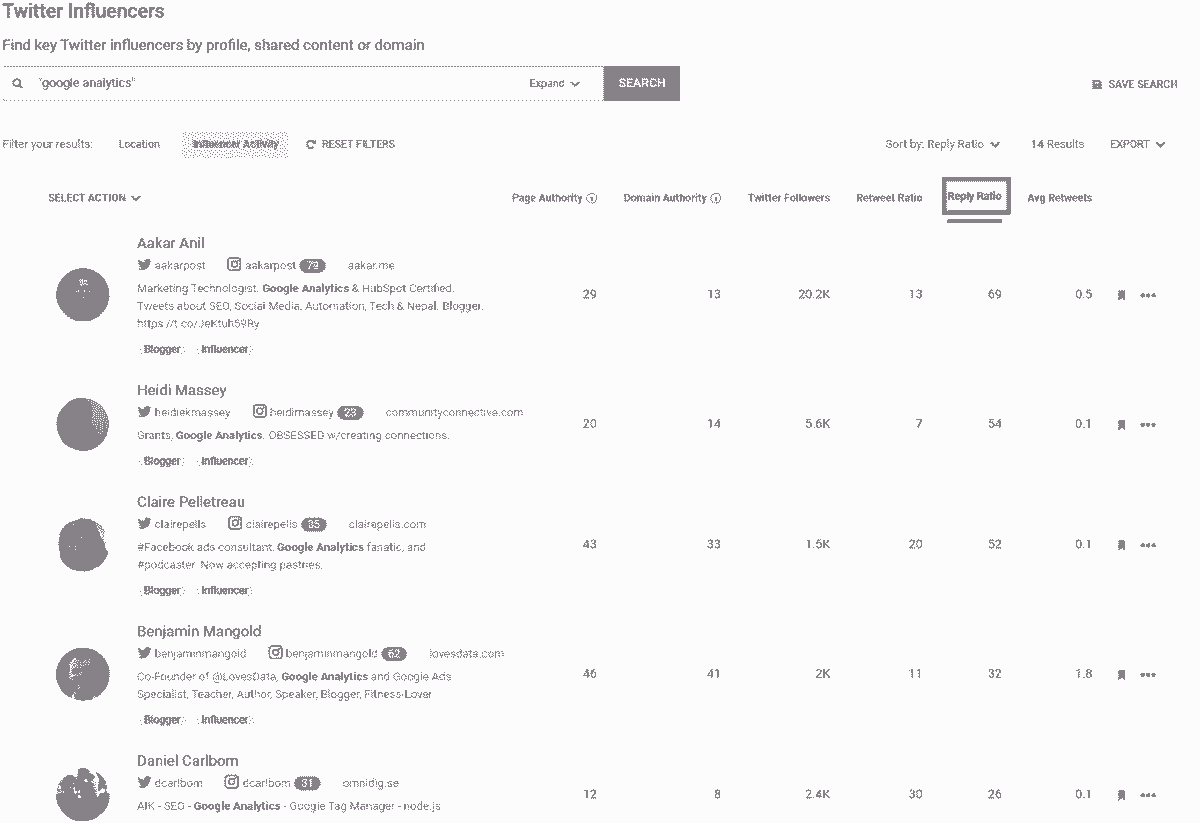 Twitter Influencers
Find key Twitter influencers by profile, shared content or domain
"google analytics" Expand SEARCH SAVE SEARCH
Filter your results: Location Influencer Activity RESET FILTERS Sort by: Reply Ratio 14 Results EXPORT
SELECT ACTION Page Authority Domain Authority Twitter Followers Retweet Ratio Reply Ratio Avg Retweets
Aakar Anil
aakarpost aakarpost 72 aakar.me
Marketing Technologist. Google Analytics & HubSpot Certified.
Tweets about SEO, Social Media, Automation, Tech & Nepal. Blogger.
29 13 20.2K 13 69 0.5
Blogger Influencer
Heidi Massey
heidiekmassey heidimassey 23 communityconnective.com
Grants, Google Analytics. OBSESSED w/creating connections.
20 14 5.6K 7 54 0.1
Blogger Influencer
Claire Pelletreau
clairepells clairepells 35 clairepells.com
#Facebook ads consultant. Google Analytics fanatic, and
#podcaster. Now accepting pastries.
43 33 1.5K 20 52 0.1
Blogger Influencer
Benjamin Mangold
benjaminmangold benjaminmangold 62 lovesdata.com
Co-Founder of @LovesData, Google Analytics and Google Ads
Specialist, Teacher, Author, Speaker, Blogger, Fitness-Lover
46 41 2K 11 32 1.8
Blogger Influencer
Daniel Carlbom
dcarlbom dcarlbom 31 omnidig.se
AIK - SEO - Google Analytics - Google Tag Manager - node.js
12 8 2.4K 30 26 0.1